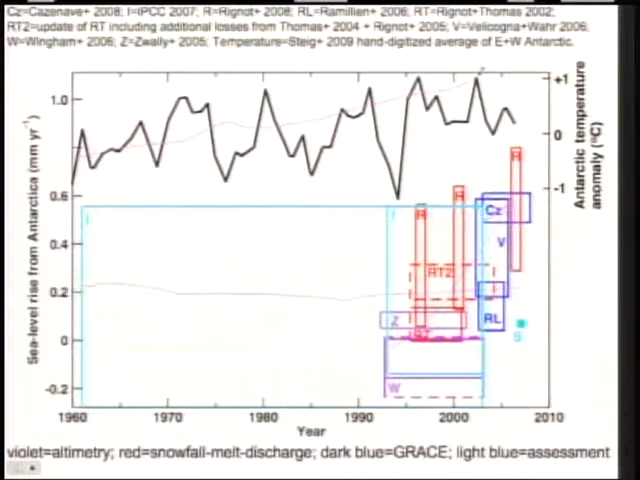 Cz=Cazenave+ 2008; I=IPCC 2007; R=Rignot+ 2008; RL=Ramillien+ 2006; RT=Rignot+Thomas 2002;
RT2=update of RT including additional losses from Thomas+ 2004 + Rignot+ 2005; V=Velicogna+Wahr 2006;
W=Wingham+ 2006; Z=Zwally+ 2005; Temperature=Steig+ 2009 hand-digitized average of E+W Antarctic.
Sea-level rise from Antarctica (mm yr⁻¹)
1.0
0.6
0.4
0.2
0
-0.2
+1
0
-1
Antarctic temperature
anomaly (°C)
I
I
R
R
R
Cz
V
RT2
Z
RL
RT
W
1960
1970
1980
1990
2000
2010
Year
violet=altimetry; red=snowfall-melt-discharge; dark blue=GRACE; light blue=assessment